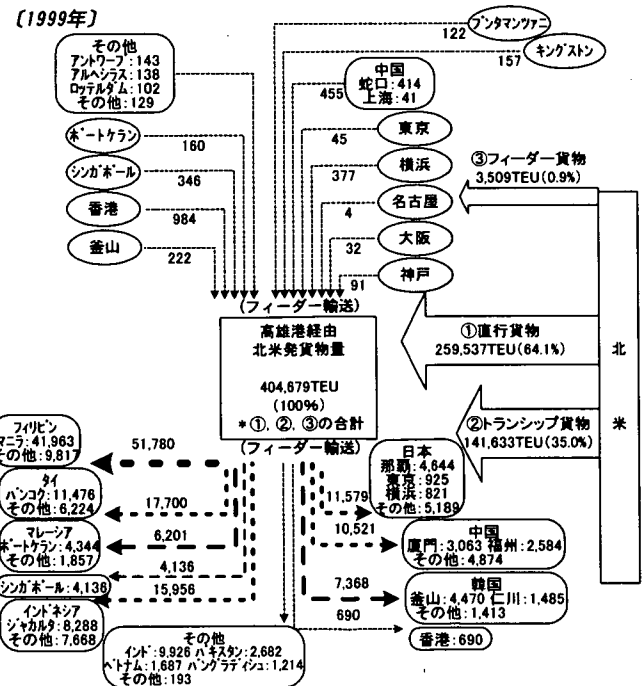 〔1999年〕
その他
アントワープ:143
アルヘシラス:138
ロッテルダム:102
その他:129
ポートケラン
160
シンガポール
346
香港
984
釜山
222
プンタマンツァニ
122
キングストン
157
中国
蛇口:414
上海:41
455
東京
45
横浜
377
名古屋
4
大阪
32
神戸
91
③フィーダー貨物
3,509TEU(0.9%)
①直行貨物
259,537TEU(64.1%)
②トランシップ貨物
141,633TEU(35.0%)
北
米
(フィーダー輸送)
高雄港経由
北米発貨物量
404,679TEU
(100%)
*①、②、③の合計
(フィーダー輸送)
フィリピン
マニラ:41,963
その他:9,817
51,780
タイ
バンコク:11,476
その他:6,224
17,700
マレーシア
ポートケラン:4,344
その他:1,857
6,201
シンガポール:4,136
4,136
インドネシア
ジャカルタ:8,288
その他:7,668
15,956
その他
インド:9,926 パキスタン:2,682
ベトナム:1,687 バングラディシュ:1,214
その他:193
日本
那覇:4,644
東京:925
横浜:821
その他:5,189
11,579
中国
廈門:3,063 福州:2,584
その他:4,874
10,521
韓国
釜山:4,470 仁川:1,485
その他:1,413
7,368
香港:690
690